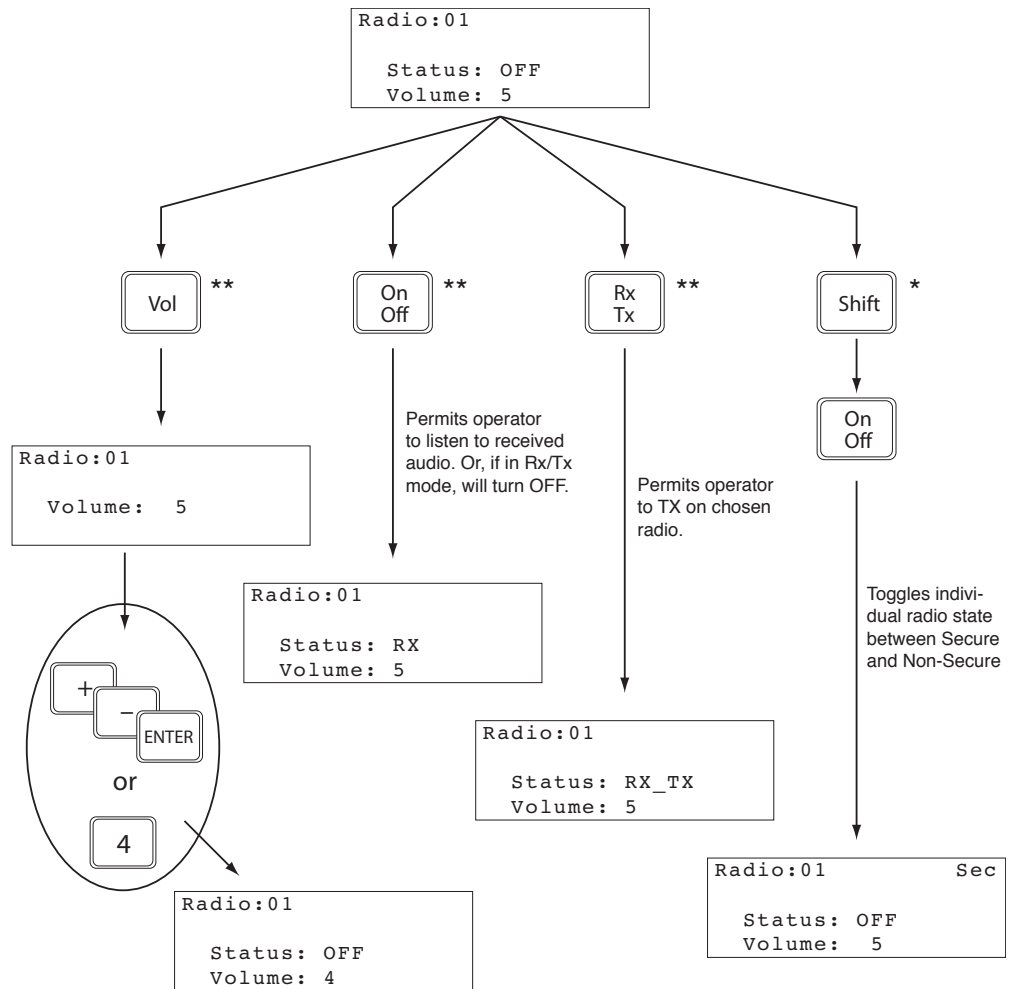 Radio:01
Status: OFF
Volume: 5
Vol
**
On
Off
**
Rx
Tx
**
Shift
*
On
Off
Permits operator
to listen to received
audio. Or, if in Rx/Tx
mode, will turn OFF.
Permits operator
to TX on chosen
radio.
Toggles indivi-
dual radio state
between Secure
and Non-Secure
Radio:01
Volume: 5
+
-
ENTER
or
4
Radio:01
Status: RX
Volume: 5
Radio:01
Status: RX_TX
Volume: 5
Radio:01 Sec
Status: OFF
Volume: 5
Radio:01
Status: OFF
Volume: 4